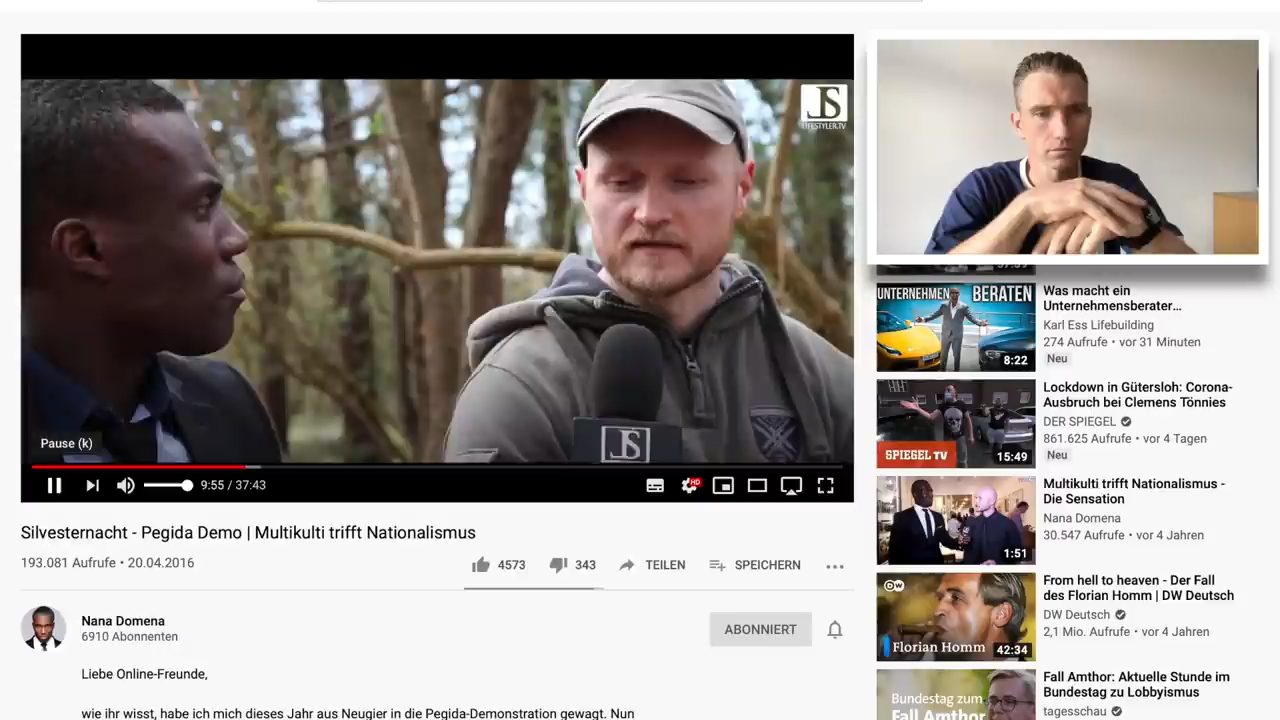 JS
LIFESTYLER.TV
JS
Pause (k)
HD
9:55 / 37:43
Silvesternacht - Pegida Demo | Multikulti trifft Nationalismus
193.081 Aufrufe • 20.04.2016
4573
343
TEILEN
SPEICHERN
Nana Domena
6910 Abonnenten
ABONNIERT
Liebe Online-Freunde,
wie ihr wisst, habe ich mich dieses Jahr aus Neugier in die Pegida-Demonstration gewagt. Nun
UNTERNEHMEN BERATEN
8:22
Was macht ein
Unternehmensberater...
Karl Ess Lifebuilding
274 Aufrufe • vor 31 Minuten
Neu
SPIEGEL TV
15:49
Lockdown in Gütersloh: Corona-
Ausbruch bei Clemens Tönnies
DER SPIEGEL
861.625 Aufrufe • vor 4 Tagen
Neu
1:51
Multikulti trifft Nationalismus -
Die Sensation
Nana Domena
30.547 Aufrufe • vor 4 Jahren
DW
Florian Homm
42:34
From hell to heaven - Der Fall
des Florian Homm | DW Deutsch
DW Deutsch
2,1 Mio. Aufrufe • vor 4 Jahren
Bundestag zum
Fall Amthor
Fall Amthor: Aktuelle Stunde im
Bundestag zu Lobbyismus
tagesschau